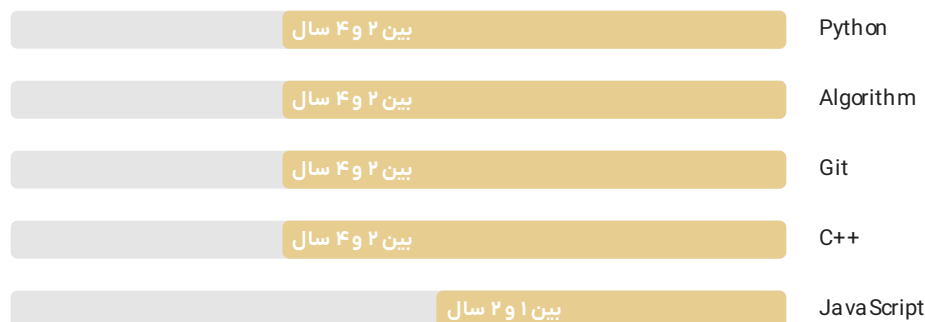 Python بین ۲ و ۴ سال
Algorithm بین ۲ و ۴ سال
Git بین ۲ و ۴ سال
C++ بین ۲ و ۴ سال
JavaScript بین ۱ و ۲ سال